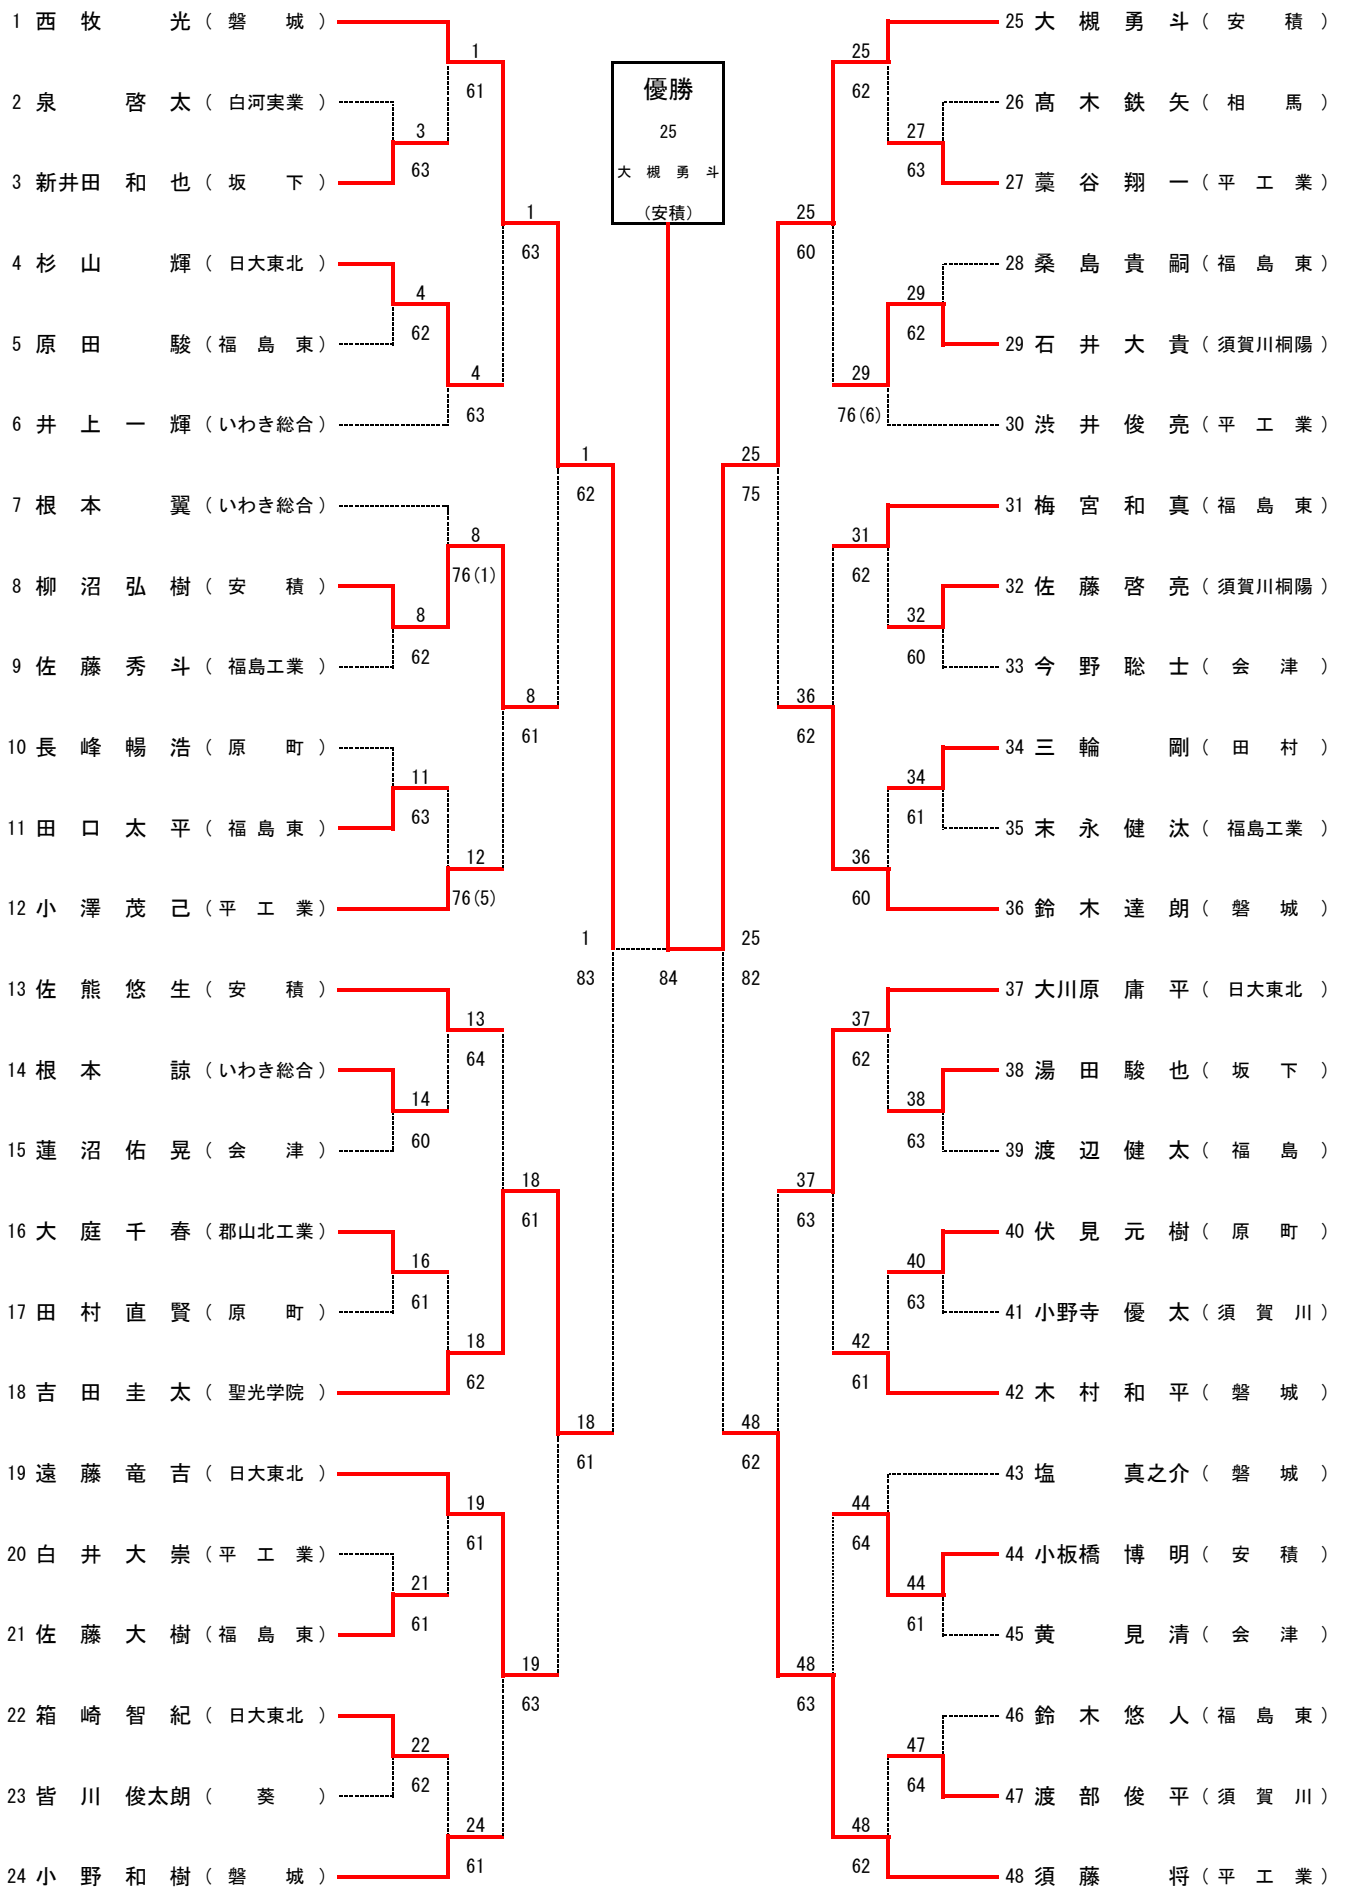 1 西牧 光 ( 磐城 )
2 泉 啓太 ( 白河実業 )
3 新井田 和也 ( 坂下 )
4 杉山 輝 ( 日大東北 )
5 原田 駿 ( 福島東 )
6 井上一輝 ( いわき総合 )
7 根本 翼 ( いわき総合 )
8 柳沼弘樹 ( 安積 )
9 佐藤秀斗 ( 福島工業 )
10 長峰暢浩 ( 原町 )
11 田口太平 ( 福島東 )
12 小澤茂己 ( 平工業 )
13 佐熊悠生 ( 安積 )
14 根本 諒 ( いわき総合 )
15 蓮沼佑晃 ( 会津 )
16 大庭千春 ( 郡山北工業 )
17 田村直賢 ( 原町 )
18 吉田圭太 ( 聖光学院 )
19 遠藤竜吉 ( 日大東北 )
20 白井大崇 ( 平工業 )
21 佐藤大樹 ( 福島東 )
22 箱崎智紀 ( 日大東北 )
23 皆川 俊太朗 ( 葵 )
24 小野和樹 ( 磐城 )
3
63
4
62
8
62
11
63
14
60
16
61
21
61
22
62
1
61
4
63
8
76(1)
12
76(5)
13
64
18
62
19
61
24
61
1
63
8
61
18
61
19
63
1
62
18
61
1
83
優勝
25
大槻勇斗
(安積)
84
25
82
25
75
48
62
25
60
36
62
37
63
48
63
25
62
29
76(6)
31
62
36
60
37
62
42
61
44
64
48
62
27
63
29
62
32
60
34
61
38
63
40
63
44
61
47
64
25 大槻勇斗 ( 安積 )
26 髙木鉄矢 ( 相馬 )
27 藁谷翔一 ( 平工業 )
28 桑島貴嗣 ( 福島東 )
29 石井大貴 ( 須賀川桐陽 )
30 渋井俊亮 ( 平工業 )
31 梅宮和真 ( 福島東 )
32 佐藤啓亮 ( 須賀川桐陽 )
33 今野聡士 ( 会津 )
34 三輪 剛 ( 田村 )
35 末永健汰 ( 福島工業 )
36 鈴木達朗 ( 磐城 )
37 大川原 庸平 ( 日大東北 )
38 湯田駿也 ( 坂下 )
39 渡辺健太 ( 福島 )
40 伏見元樹 ( 原町 )
41 小野寺 優太 ( 須賀川 )
42 木村和平 ( 磐城 )
43 塩 真之介 ( 磐城 )
44 小板橋 博明 ( 安積 )
45 黄 見清 ( 会津 )
46 鈴木悠人 ( 福島東 )
47 渡部俊平 ( 須賀川 )
48 須藤 将 ( 平工業 )